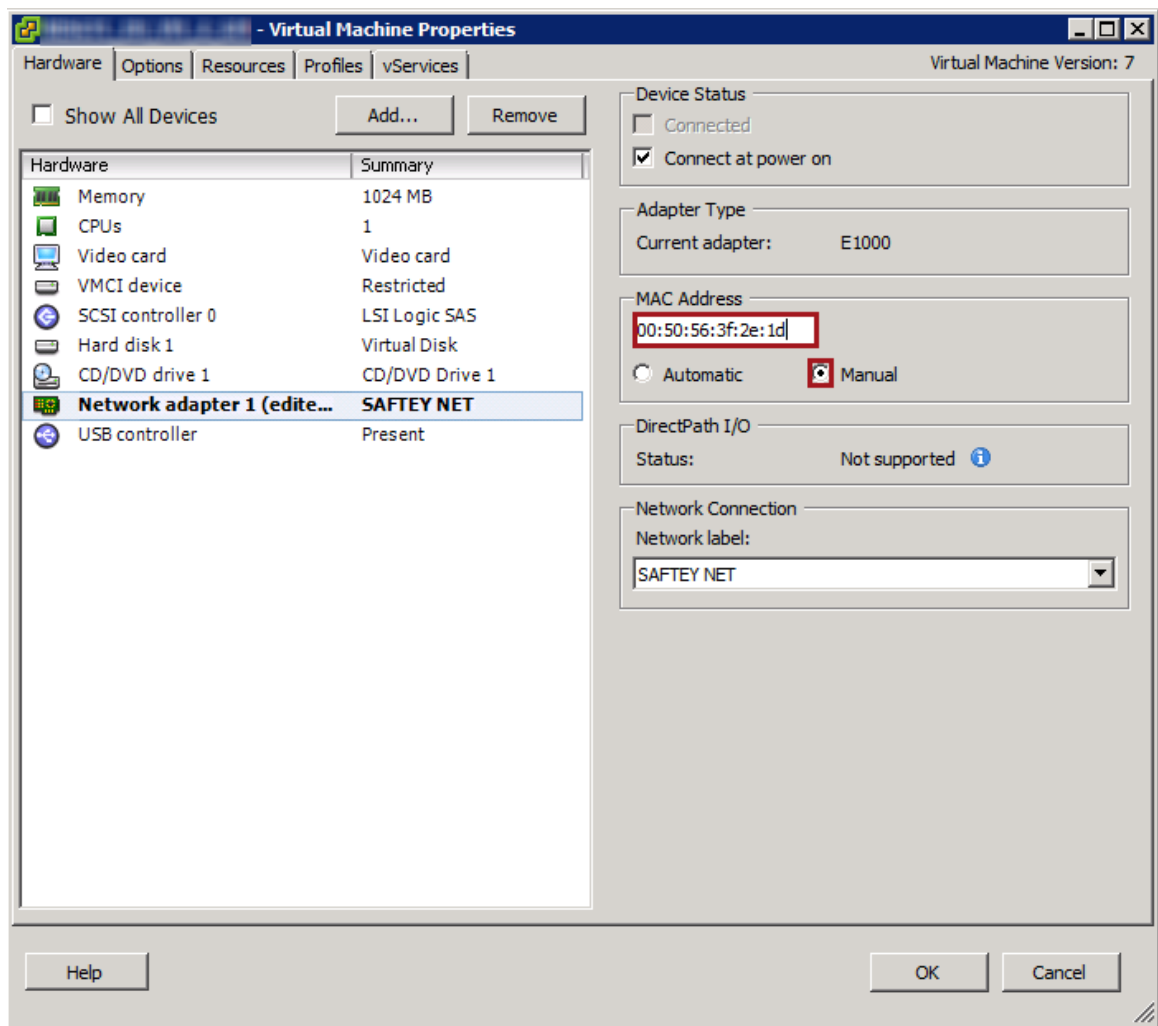 - Virtual Machine Properties
Hardware Options Resources Profiles vServices Virtual Machine Version: 7
Show All Devices Add... Remove
Hardware Summary
Memory 1024 MB
CPUs 1
Video card Video card
VMCI device Restricted
SCSI controller 0 LSI Logic SAS
Hard disk 1 Virtual Disk
CD/DVD drive 1 CD/DVD Drive 1
Network adapter 1 (edite... SAFTEY NET
USB controller Present
Device Status
Connected
Connect at power on
Adapter Type
Current adapter: E1000
MAC Address
00:50:56:3f:2e:1d
Automatic Manual
DirectPath I/O
Status: Not supported
Network Connection
Network label:
SAFTEY NET
Help OK Cancel